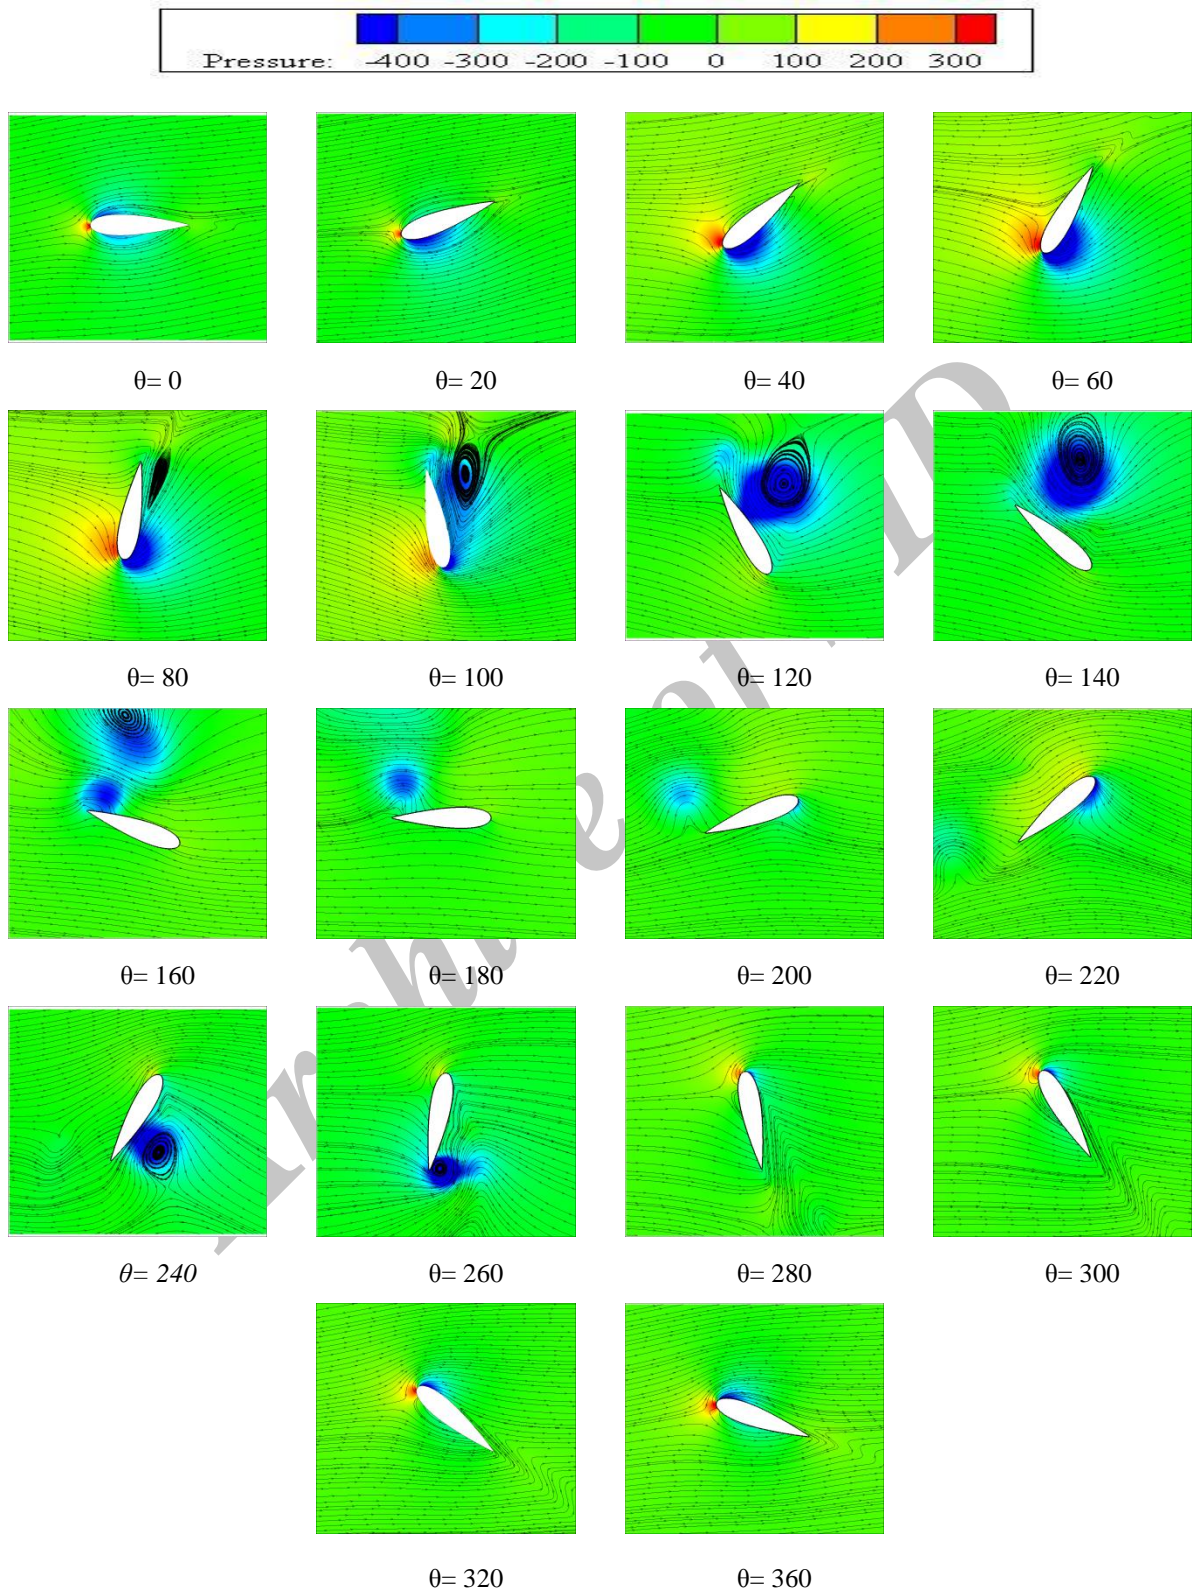 Pressure: -400 -300 -200 -100 0 100 200 300
θ= 0 θ= 20 θ= 40 θ= 60
θ= 80 θ= 100 θ= 120 θ= 140
θ= 160 θ= 180 θ= 200 θ= 220
θ= 240 θ= 260 θ= 280 θ= 300
θ= 320 θ= 360